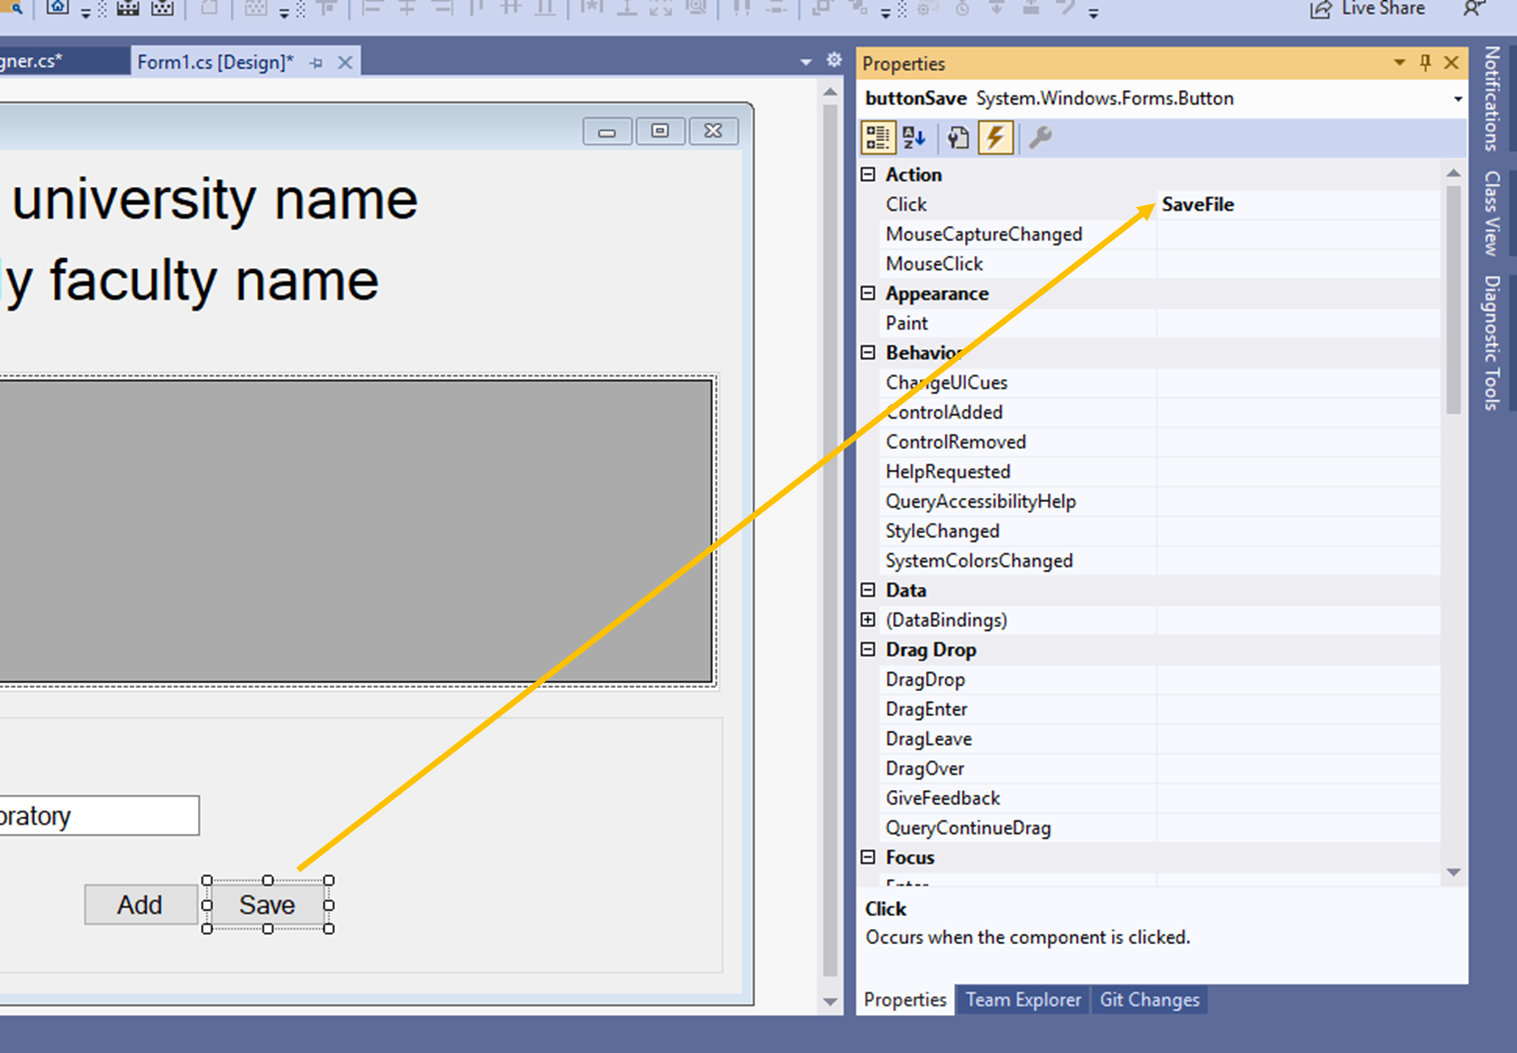 Live Share
gner.cs*
Form1.cs [Design]*
university name
y faculty name
oratory
Add
Save
Properties
buttonSave System.Windows.Forms.Button
Action
Click SaveFile
MouseCaptureChanged
MouseClick
Appearance
Paint
Behavior
ChangeUICues
ControlAdded
ControlRemoved
HelpRequested
QueryAccessibilityHelp
StyleChanged
SystemColorsChanged
Data
(DataBindings)
Drag Drop
DragDrop
DragEnter
DragLeave
DragOver
GiveFeedback
QueryContinueDrag
Focus
Enter
Click
Occurs when the component is clicked.
Properties Team Explorer Git Changes
Notifications
Class View
Diagnostic Tools